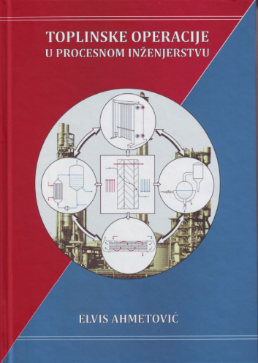 TOPLINSKE OPERACIJE
U PROCESNOM INŽENJERSTVU
ELVIS AHMETOVIĆ